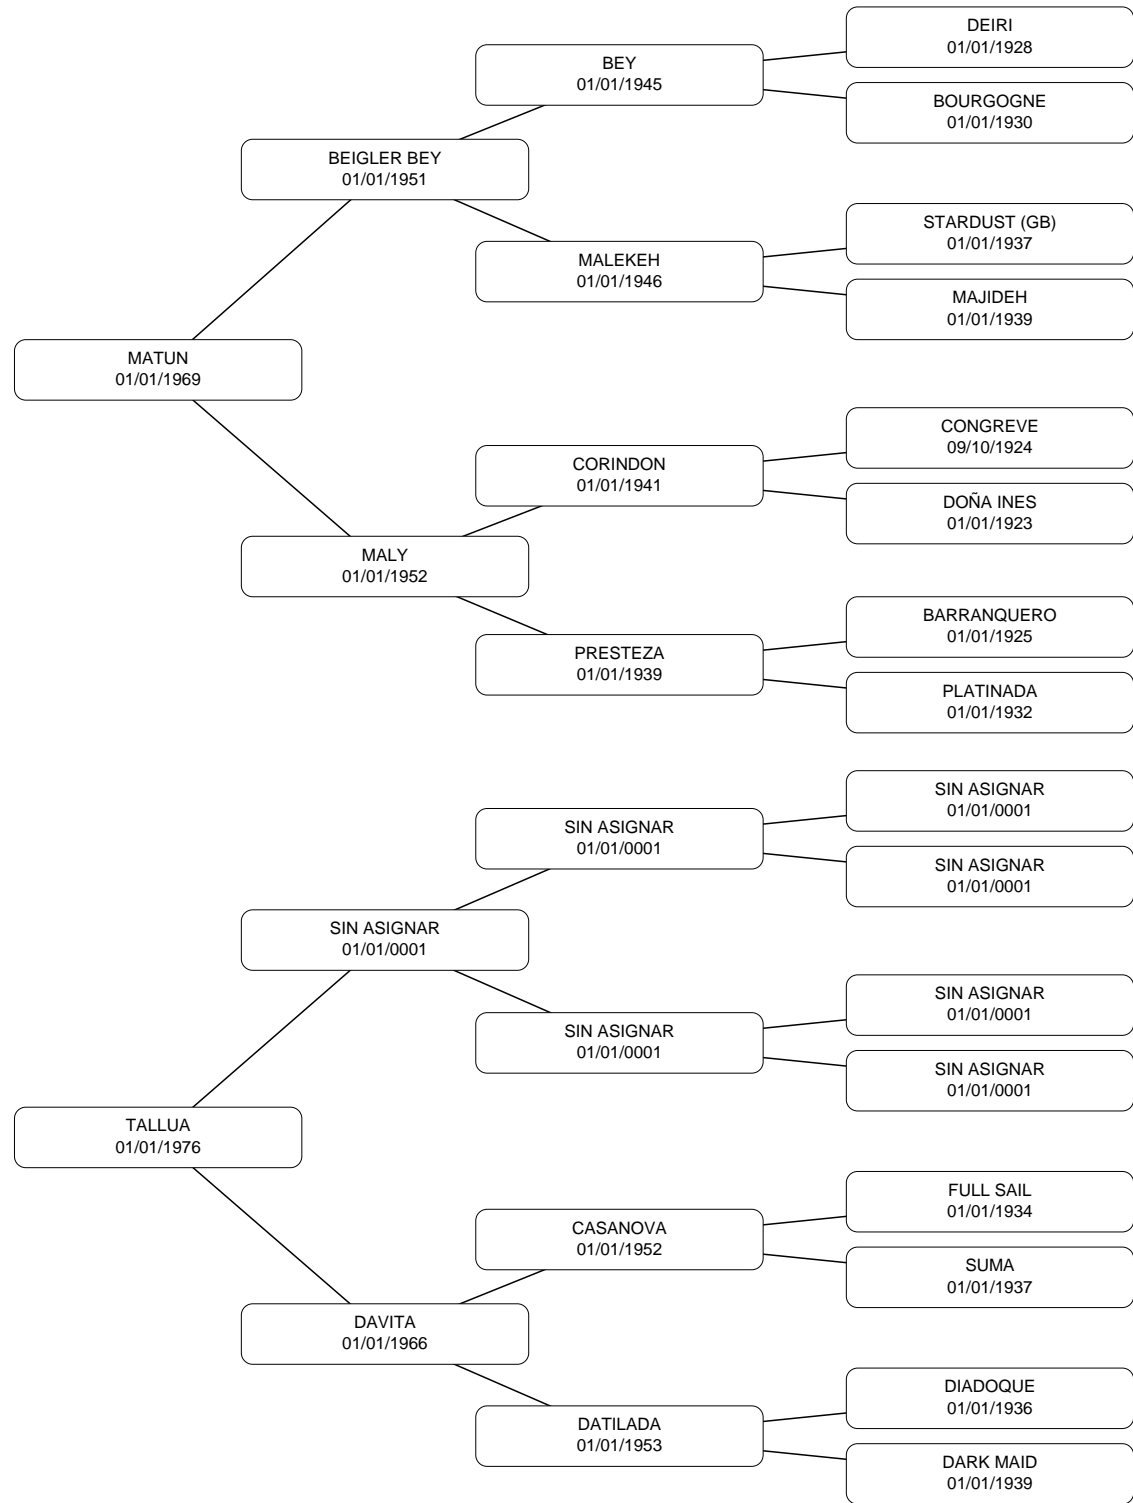 DEIRI
01/01/1928
BEY
01/01/1945
BOURGOGNE
01/01/1930
BEIGLER BEY
01/01/1951
STARDUST (GB)
01/01/1937
MALEKEH
01/01/1946
MAJIDEH
01/01/1939
MATUN
01/01/1969
CONGREVE
09/10/1924
CORINDON
01/01/1941
DOÑA INES
01/01/1923
MALY
01/01/1952
BARRANQUERO
01/01/1925
PRESTEZA
01/01/1939
PLATINADA
01/01/1932
SIN ASIGNAR
01/01/0001
SIN ASIGNAR
01/01/0001
SIN ASIGNAR
01/01/0001
SIN ASIGNAR
01/01/0001
SIN ASIGNAR
01/01/0001
SIN ASIGNAR
01/01/0001
SIN ASIGNAR
01/01/0001
TALLUA
01/01/1976
FULL SAIL
01/01/1934
CASANOVA
01/01/1952
SUMA
01/01/1937
DAVITA
01/01/1966
DIADOQUE
01/01/1936
DATILADA
01/01/1953
DARK MAID
01/01/1939